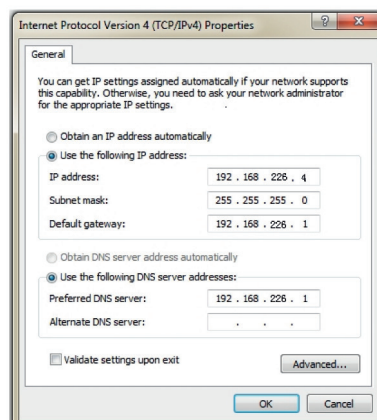 Internet Protocol Version 4 (TCP/IPv4) Properties
General
You can get IP settings assigned automatically if your network supports
this capability. Otherwise, you need to ask your network administrator
for the appropriate IP settings.
Obtain an IP address automatically
Use the following IP address:
IP address: 192 . 168 . 226 . 4
Subnet mask: 255 . 255 . 255 . 0
Default gateway: 192 . 168 . 226 . 1
Obtain DNS server address automatically
Use the following DNS server addresses:
Preferred DNS server: 192 . 168 . 226 . 1
Alternate DNS server: . . .
Validate settings upon exit
Advanced...
OK Cancel